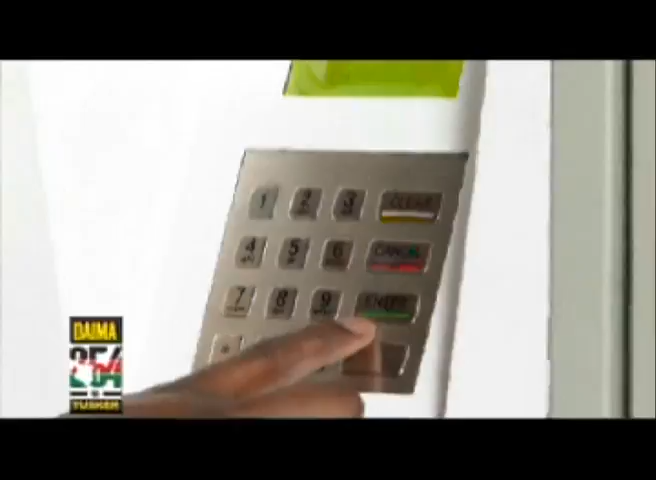 1 2 3 CLEAR
4 5 6 CANCEL
7 8 9 ENTER
DAIMA
254
TUSKER